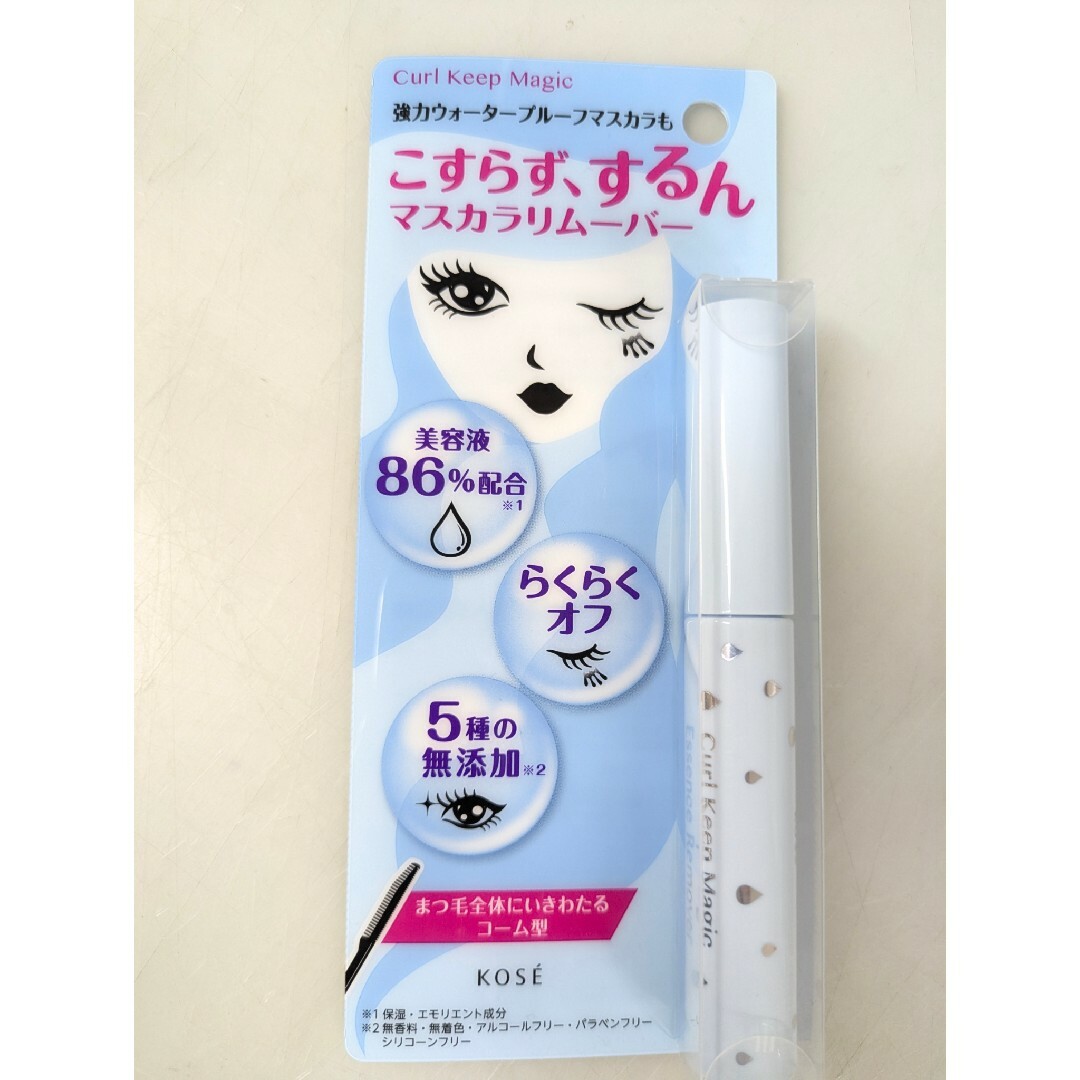 Curl Keep Magic
強力ウォータープルーフマスカラも
こすらず、するん
マスカラリムーバー
美容液
86%配合
※1
らくらく
オフ
5種の
無添加※2
まつ毛全体にいきわたる
コーム型
KOSÉ
※1 保湿・エモリエント成分
※2 無香料・無着色・アルコールフリー・パラベンフリー
シリコーンフリー
Curl Keep Magic
Essence Remover